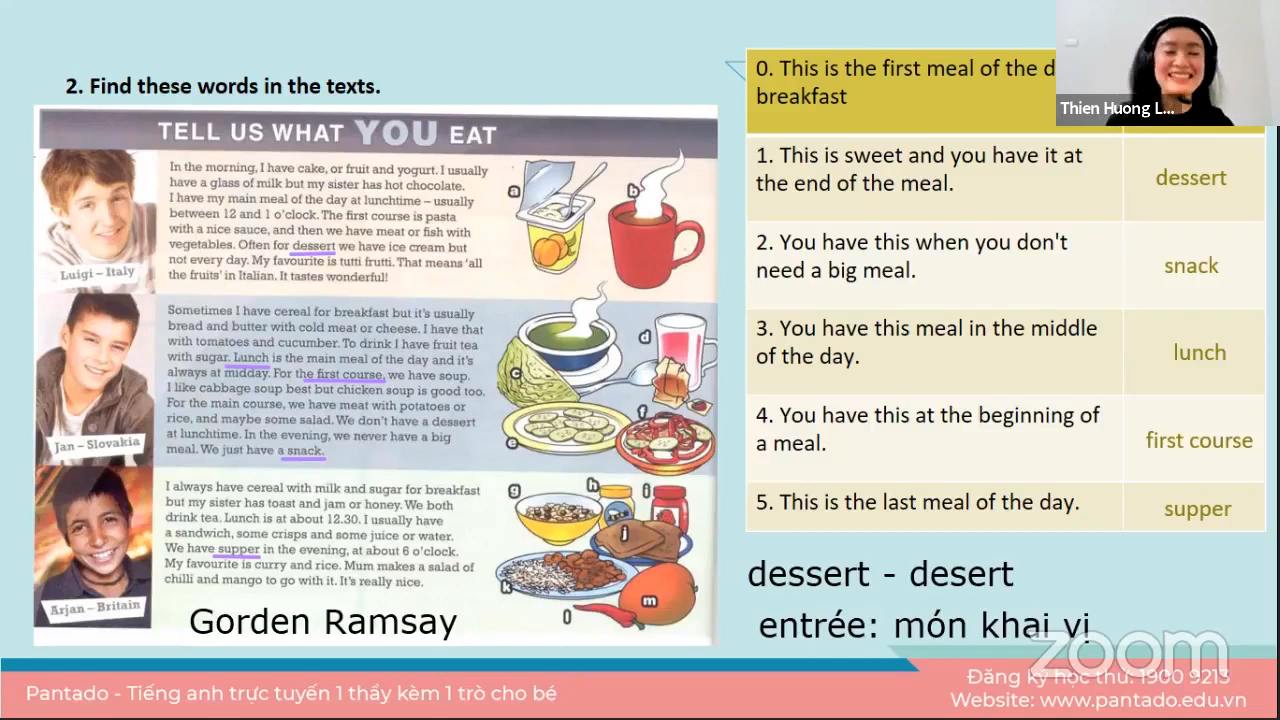 2. Find these words in the texts.
TELL US WHAT YOU EAT
In the morning, I have cake, or fruit and yogurt. I usually
have a glass of milk but my sister has hot chocolate.
I have my main meal of the day at lunchtime – usually
between 12 and 1 o'clock. The first course is pasta
with a nice sauce, and then we have meat or fish with
vegetables. Often for dessert we have ice cream but
not every day. My favourite is tutti frutti. That means 'all
the fruits' in Italian. It tastes wonderful!
Luigi – Italy
a
b
Sometimes I have cereal for breakfast but it's usually
bread and butter with cold meat or cheese. I have that
with tomatoes and cucumber. To drink I have fruit tea
with sugar. Lunch is the main meal of the day and it's
always at midday. For the first course, we have soup.
I like cabbage soup best but chicken soup is good too.
For the main course, we have meat with potatoes or
rice, and maybe some salad. We don't have a dessert
at lunchtime. In the evening, we never have a big
meal. We just have a snack.
Jan – Slovakia
c
d
e
f
I always have cereal with milk and sugar for breakfast
but my sister has toast and jam or honey. We both
drink tea. Lunch is at about 12.30. I usually have
a sandwich, some crisps and some juice or water.
We have supper in the evening, at about 6 o'clock.
My favourite is curry and rice. Mum makes a salad of
chilli and mango to go with it. It's really nice.
Arjan – Britain
g
h
i
j
k
l
m
Gorden Ramsay
0. This is the first meal of the d
breakfast
Thien Huong L...
1. This is sweet and you have it at
the end of the meal.
dessert
2. You have this when you don't
need a big meal.
snack
3. You have this meal in the middle
of the day.
lunch
4. You have this at the beginning of
a meal.
first course
5. This is the last meal of the day.
supper
dessert - desert
entrée: món khai vị
zoom
Pantado - Tiếng anh trực tuyến 1 thầy kèm 1 trò cho bé
Đăng ký học thử: 1900 9213
Website: www.pantado.edu.vn